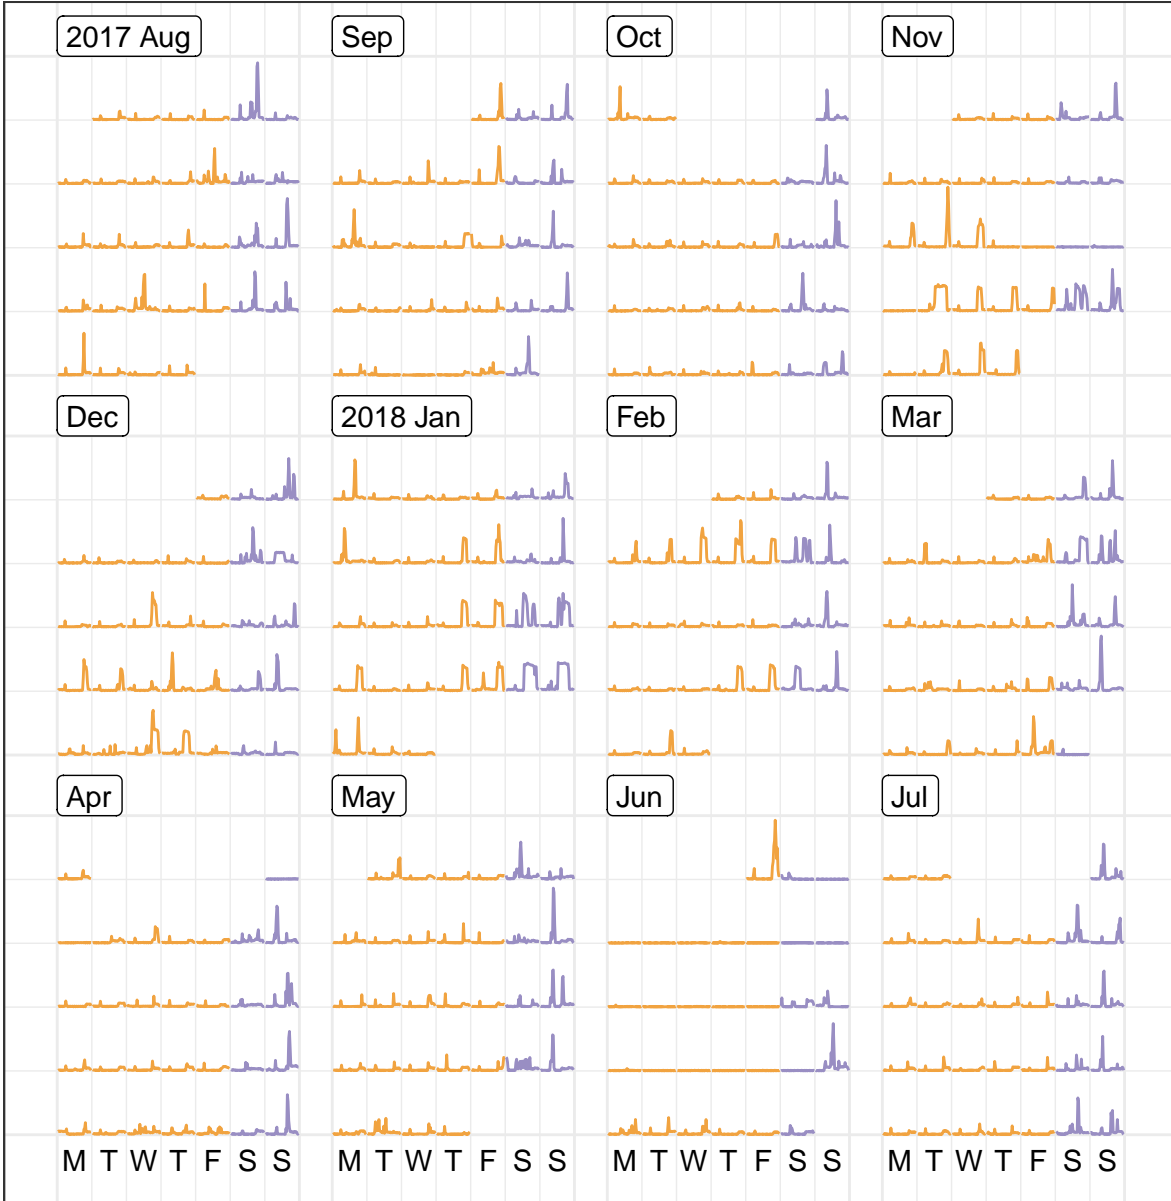 2017 Aug Sep Oct Nov
Dec 2018 Jan Feb Mar
Apr May Jun Jul
M T W T F S S M T W T F S S M T W T F S S M T W T F S S